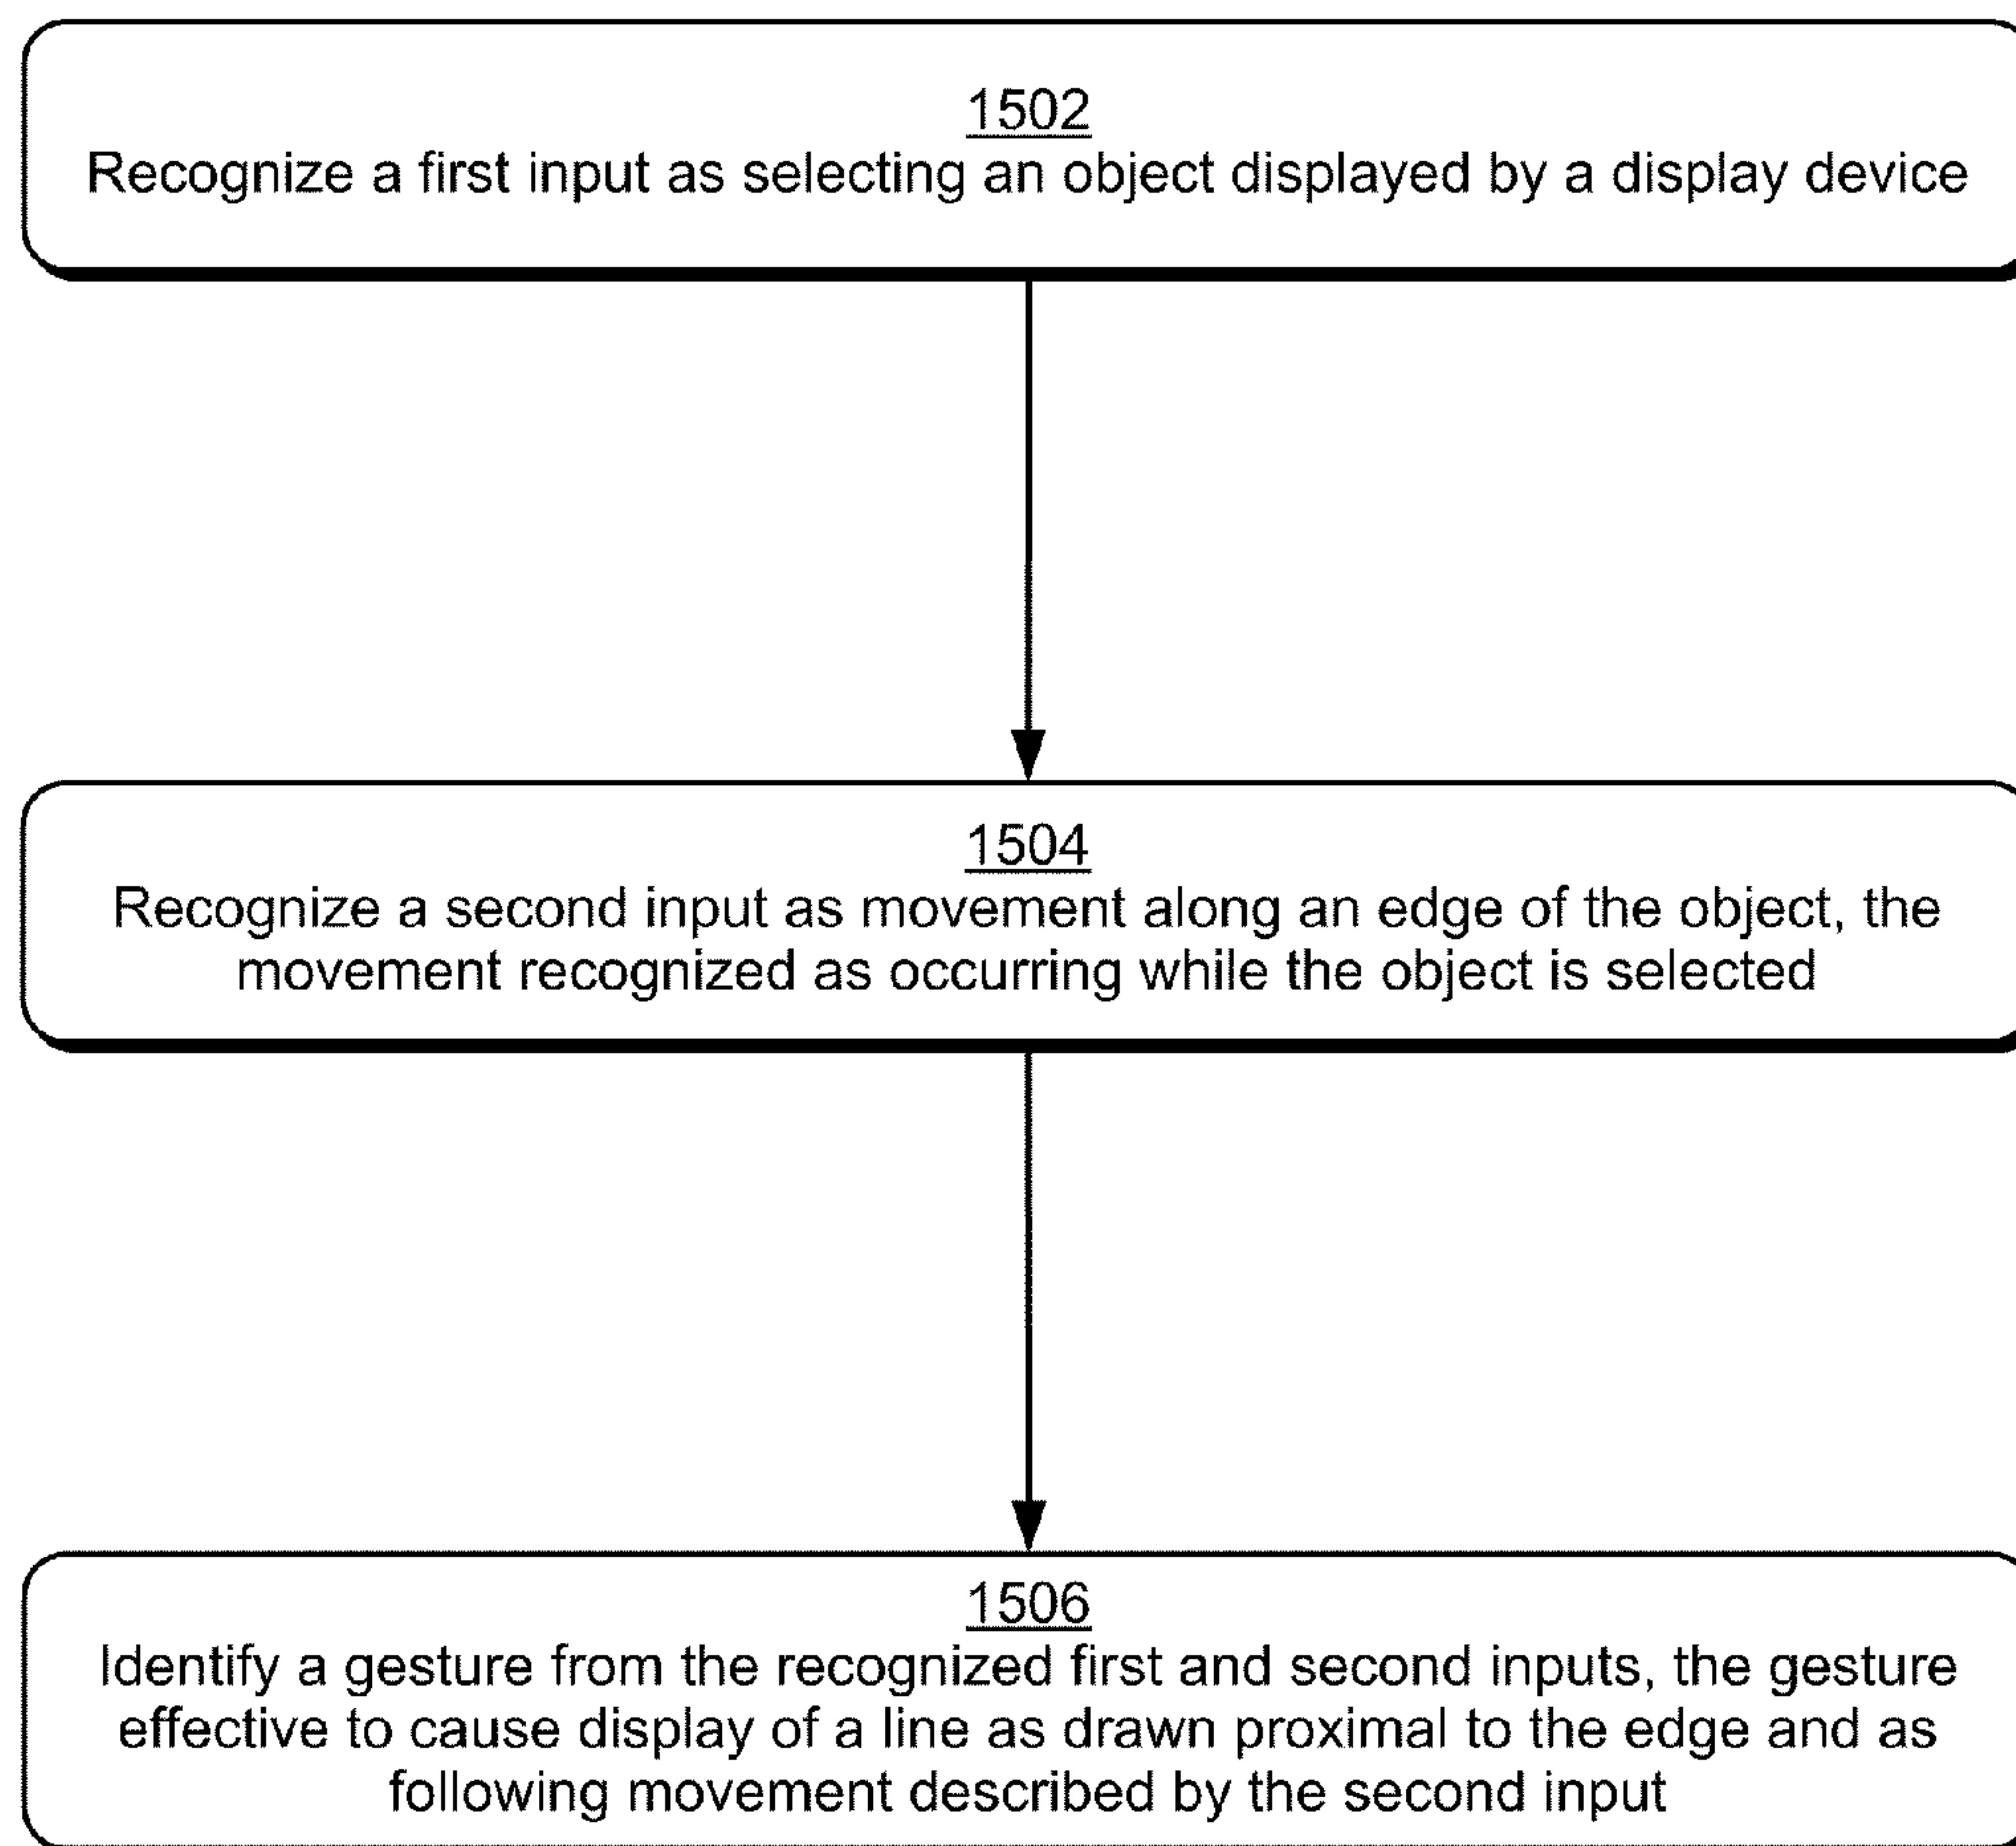 1502
Recognize a first input as selecting an object displayed by a display device
1504
Recognize a second input as movement along an edge of the object, the
movement recognized as occurring while the object is selected
1506
Identify a gesture from the recognized first and second inputs, the gesture
effective to cause display of a line as drawn proximal to the edge and as
following movement described by the second input